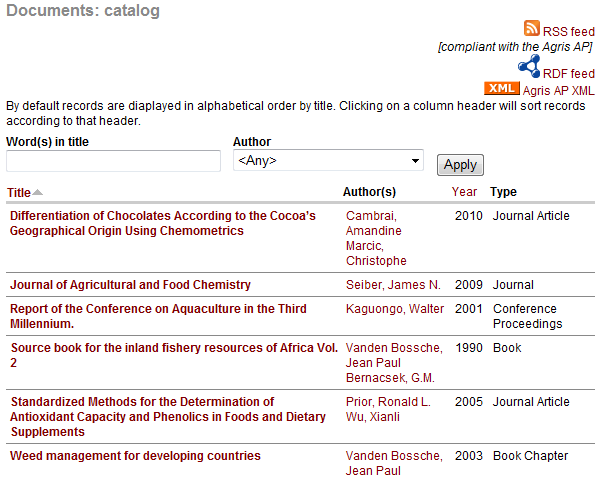 Documents: catalog
RSS feed
[compliant with the Agris AP]
RDF feed
XML Agris AP XML
By default records are diaplayed in alphabetical order by title. Clicking on a column header will sort records
according to that header.
Word(s) in title Author
<Any> Apply
Title Author(s) Year Type
Differentiation of Chocolates According to the Cocoa's Cambrai, 2010 Journal Article
Geographical Origin Using Chemometrics Amandine
Marcic,
Christophe
Journal of Agricultural and Food Chemistry Seiber, James N. 2009 Journal
Report of the Conference on Aquaculture in the Third Kaguongo, Walter 2001 Conference
Millennium. Proceedings
Source book for the inland fishery resources of Africa Vol. Vanden Bossche, 1990 Book
2 Jean Paul
Bernacsek, G.M.
Standardized Methods for the Determination of Prior, Ronald L. 2005 Journal Article
Antioxidant Capacity and Phenolics in Foods and Dietary Wu, Xianli
Supplements
Weed management for developing countries Vanden Bossche, 2003 Book Chapter
Jean Paul